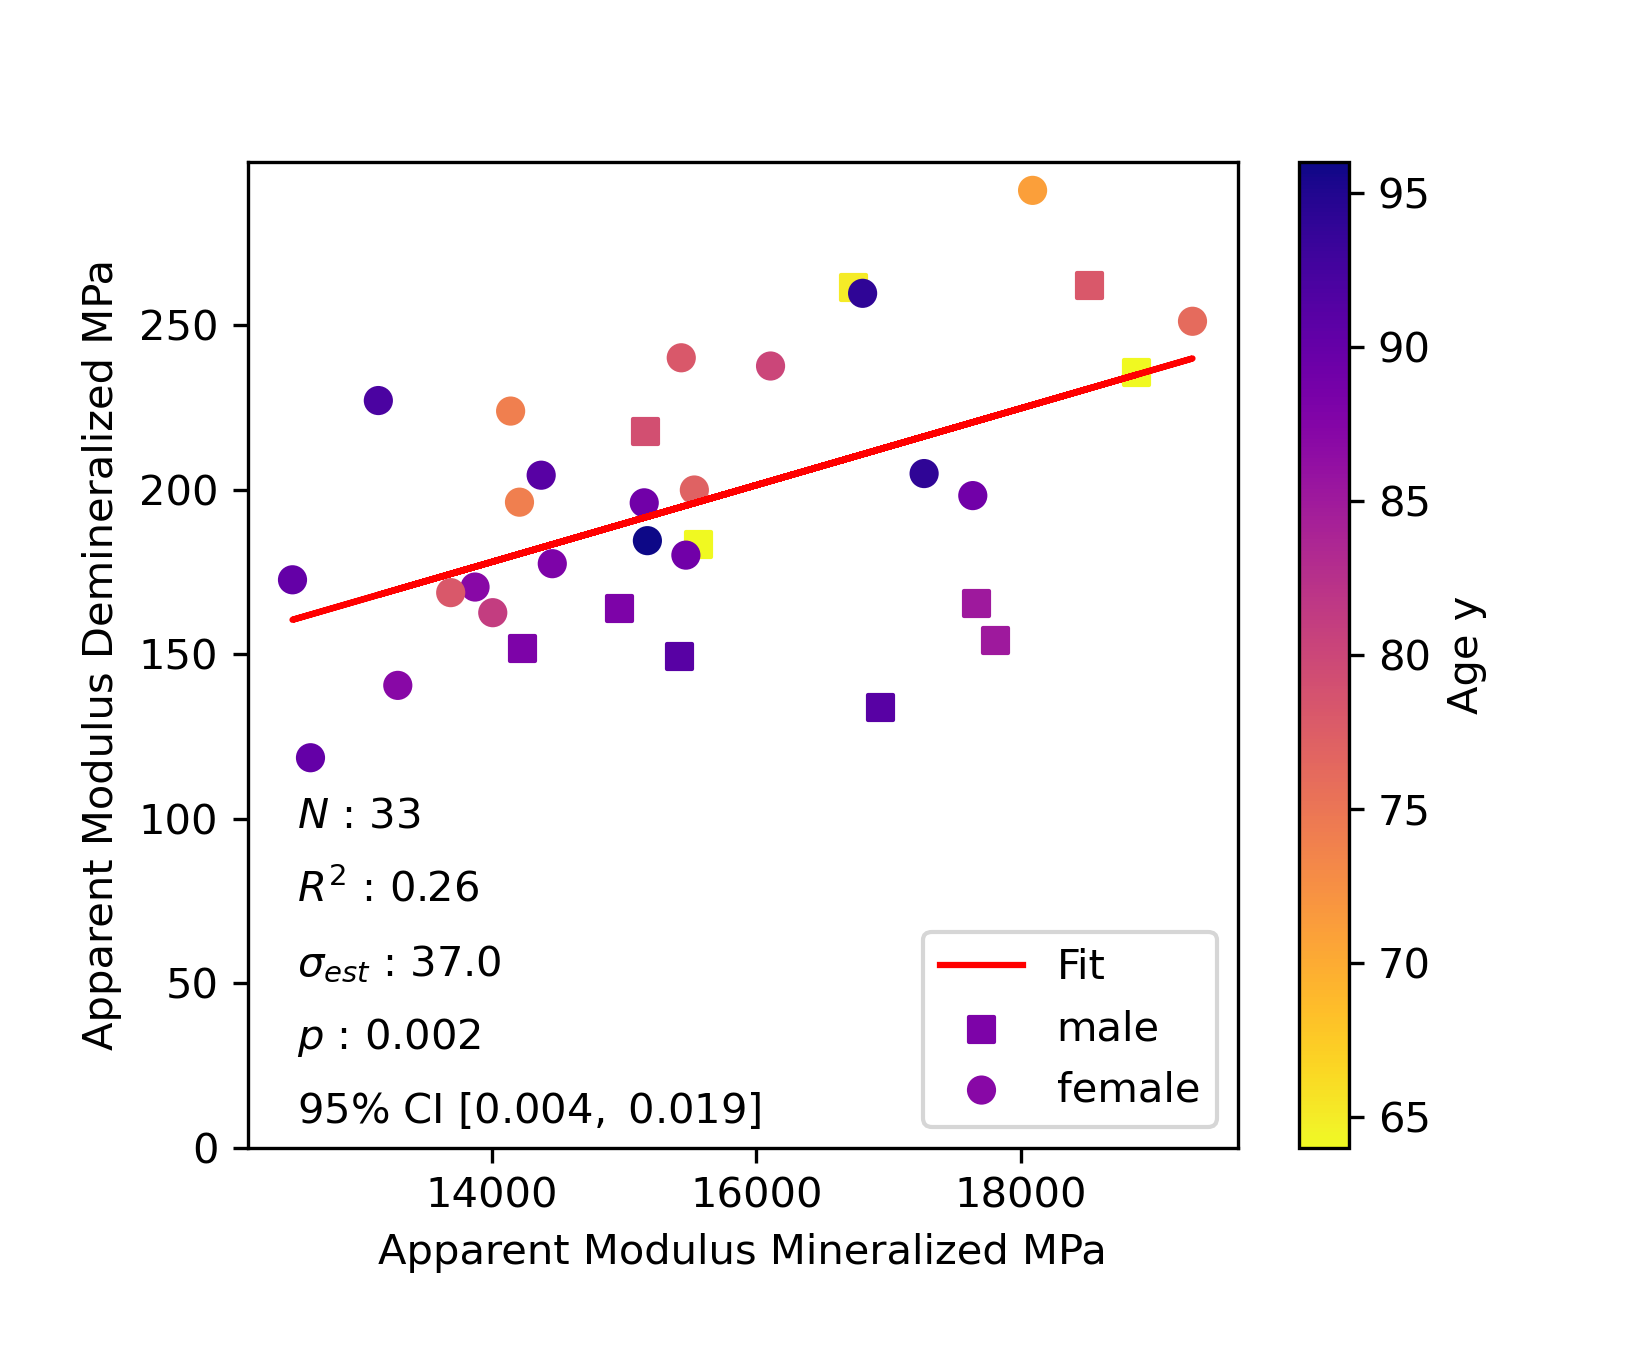 Apparent Modulus Demineralized MPa
250
200
150
100
50
0
N : 33
R² : 0.26
σest : 37.0
p : 0.002
95% CI [0.004, 0.019]
Fit
male
female
14000 16000 18000
Apparent Modulus Mineralized MPa
95
90
85
80
75
70
65
Age y